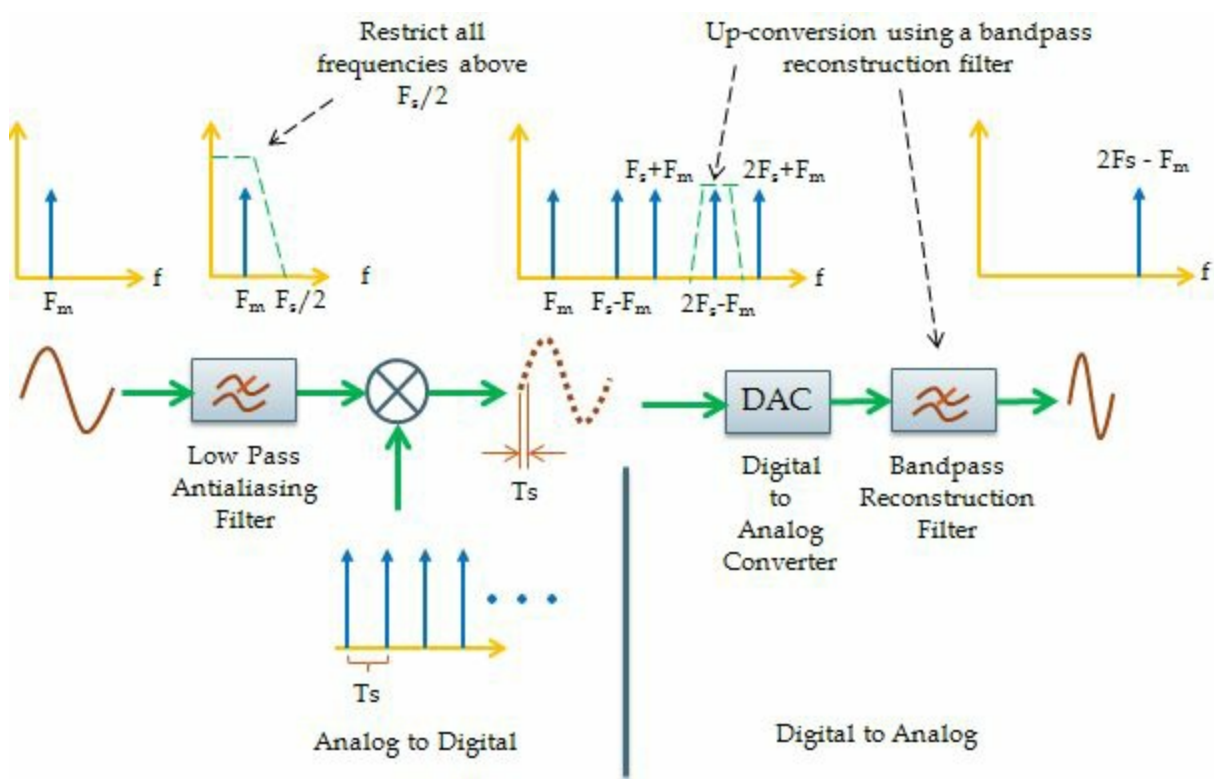 Restrict all
frequencies above
Fₛ/2
Up-conversion using a bandpass
reconstruction filter
f
Fₘ
f
Fₘ
Fₛ/2
Fₛ+Fₘ
2Fₛ+Fₘ
f
Fₘ
Fₛ-Fₘ
2Fₛ-Fₘ
2Fs - Fₘ
f
Low Pass
Antialiasing
Filter
Ts
DAC
Digital
to
Analog
Converter
Bandpass
Reconstruction
Filter
Ts
Analog to Digital
Digital to Analog